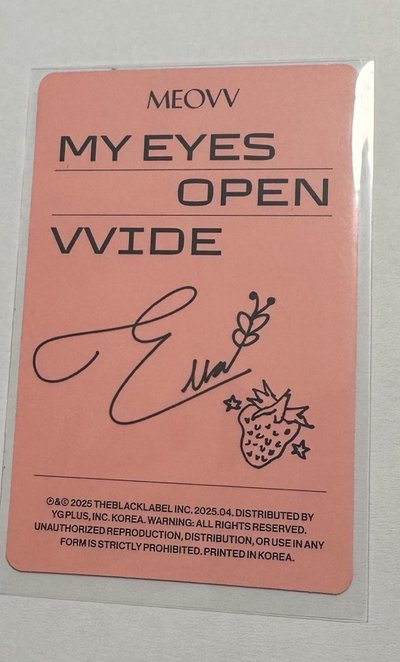 MEOVV
MY EYES
OPEN
VVIDE
Ella
℗&© 2025 THEBLACKLABEL INC. 2025.04. DISTRIBUTED BY
YG PLUS, INC. KOREA. WARNING: ALL RIGHTS RESERVED.
UNAUTHORIZED REPRODUCTION, DISTRIBUTION, OR USE IN ANY
FORM IS STRICTLY PROHIBITED. PRINTED IN KOREA.